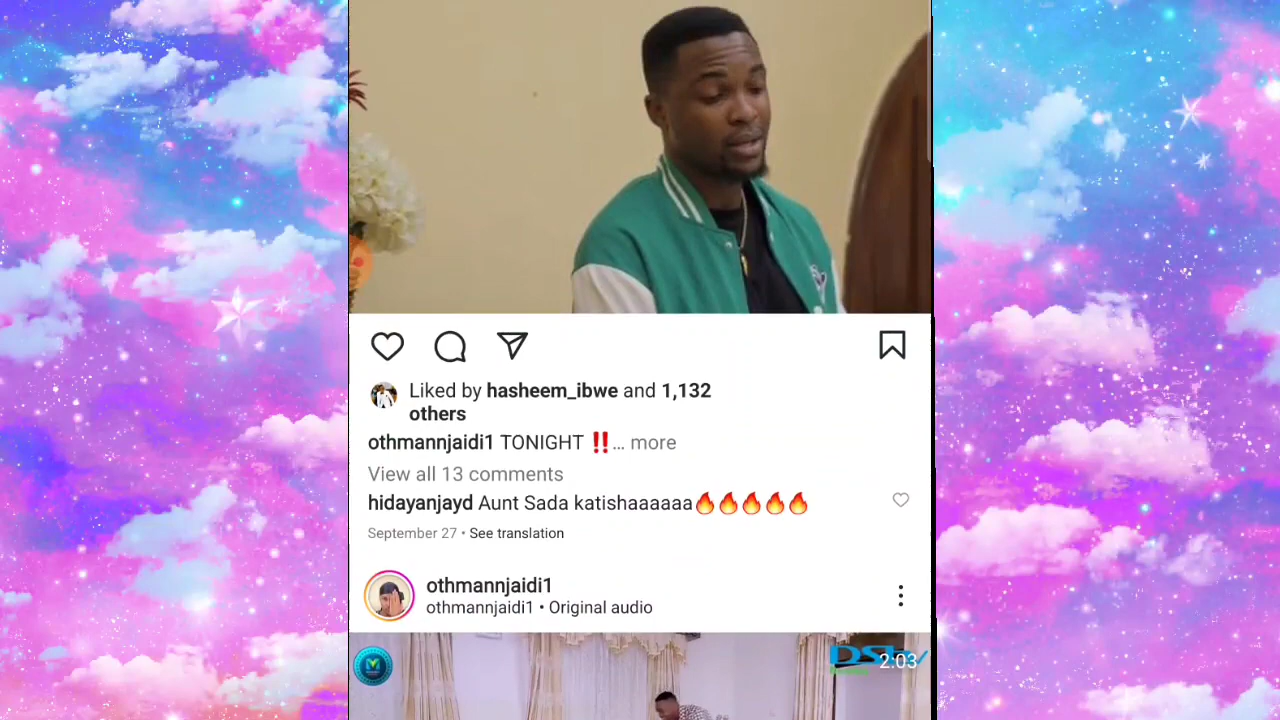 Liked by hasheem_ibwe and 1,132
others
othmannjaidi1 TONIGHT ‼️... more
View all 13 comments
hidayanjayd Aunt Sada katishaaaaaa🔥🔥🔥🔥🔥
September 27 • See translation
othmannjaidi1
othmannjaidi1 • Original audio
2:03